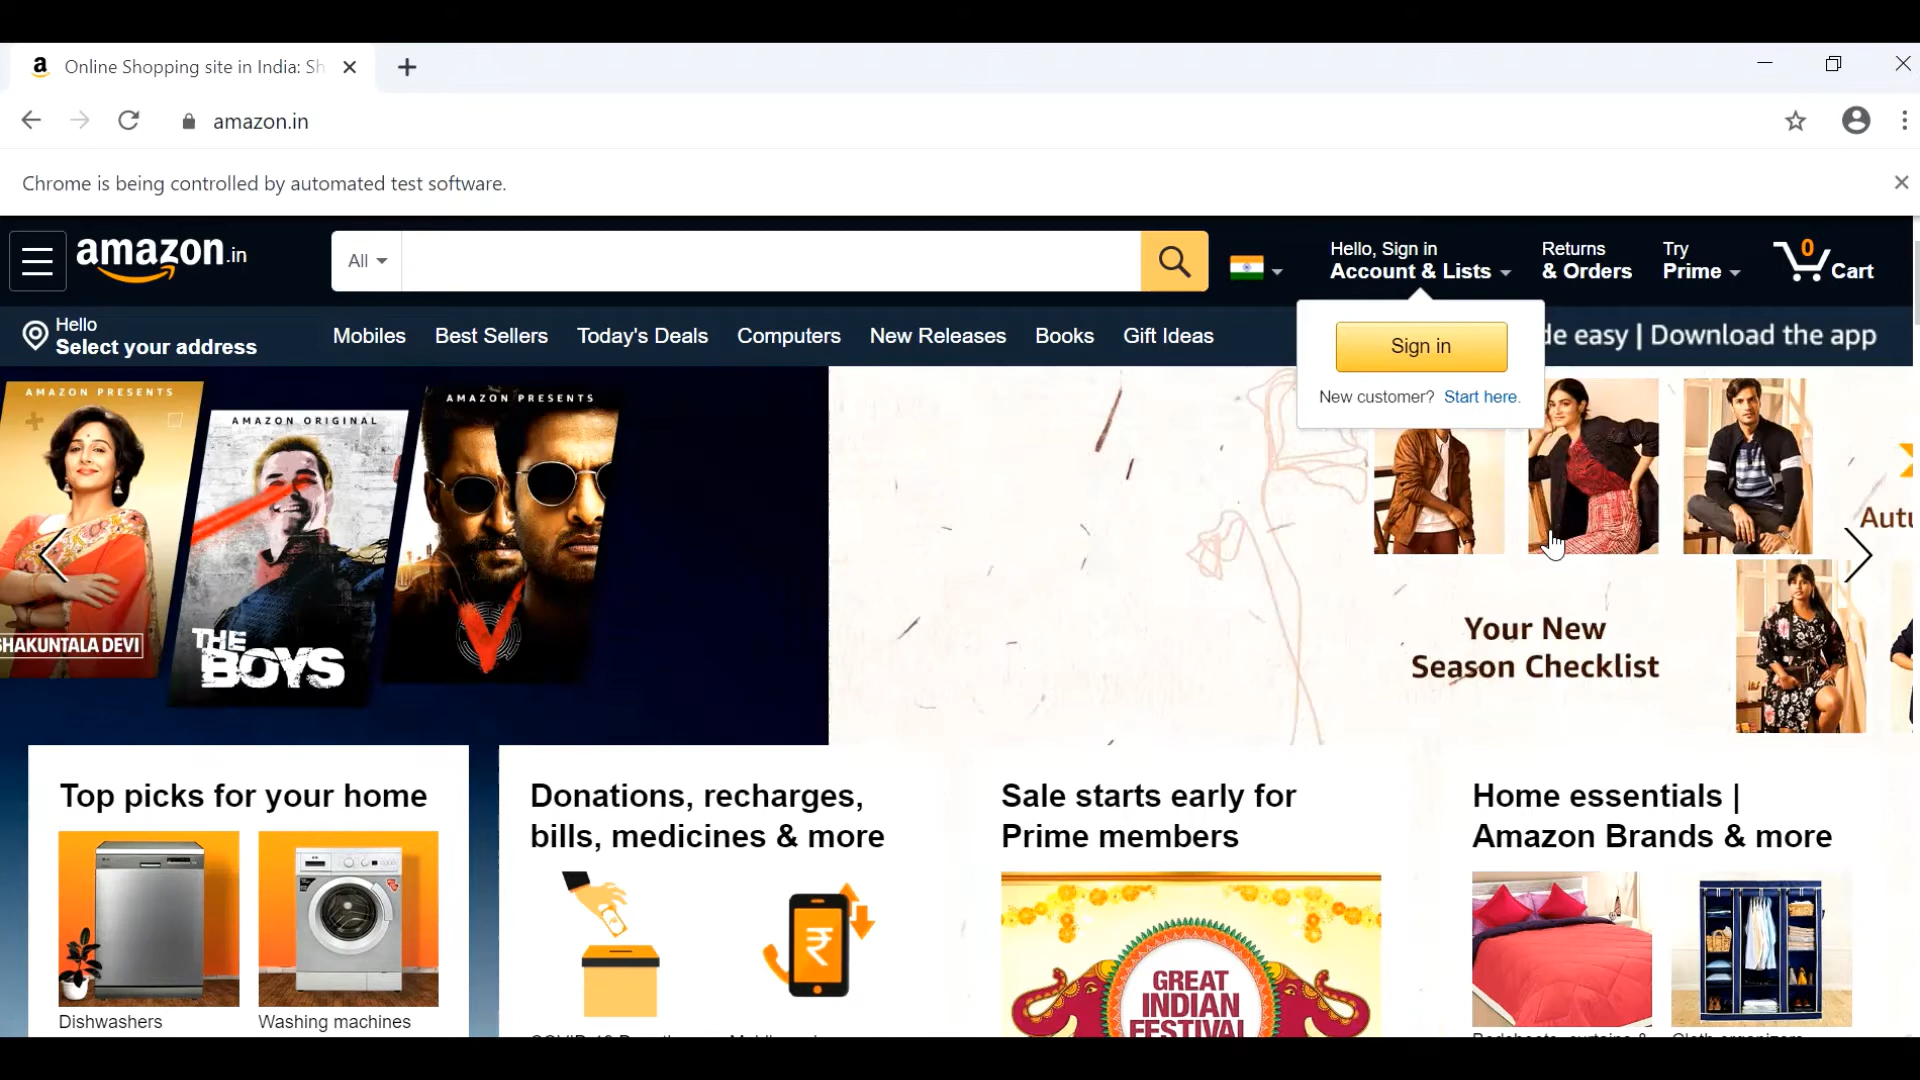 a Online Shopping site in India: Sh
amazon.in
Chrome is being controlled by automated test software.
amazon.in
All
Hello, Sign in
Account & Lists
Returns
& Orders
Try
Prime
0
Cart
Hello
Select your address
Mobiles Best Sellers Today's Deals Computers New Releases Books Gift Ideas
de easy | Download the app
Sign in
New customer? Start here.
AMAZON PRESENTS
SHAKUNTALA DEVI
AMAZON ORIGINAL
THE
BOYS
AMAZON PRESENTS
V
Autu
Your New
Season Checklist
Top picks for your home
Dishwashers
Washing machines
Donations, recharges,
bills, medicines & more
₹
Sale starts early for
Prime members
GREAT
INDIAN
FESTIVAL
Home essentials |
Amazon Brands & more